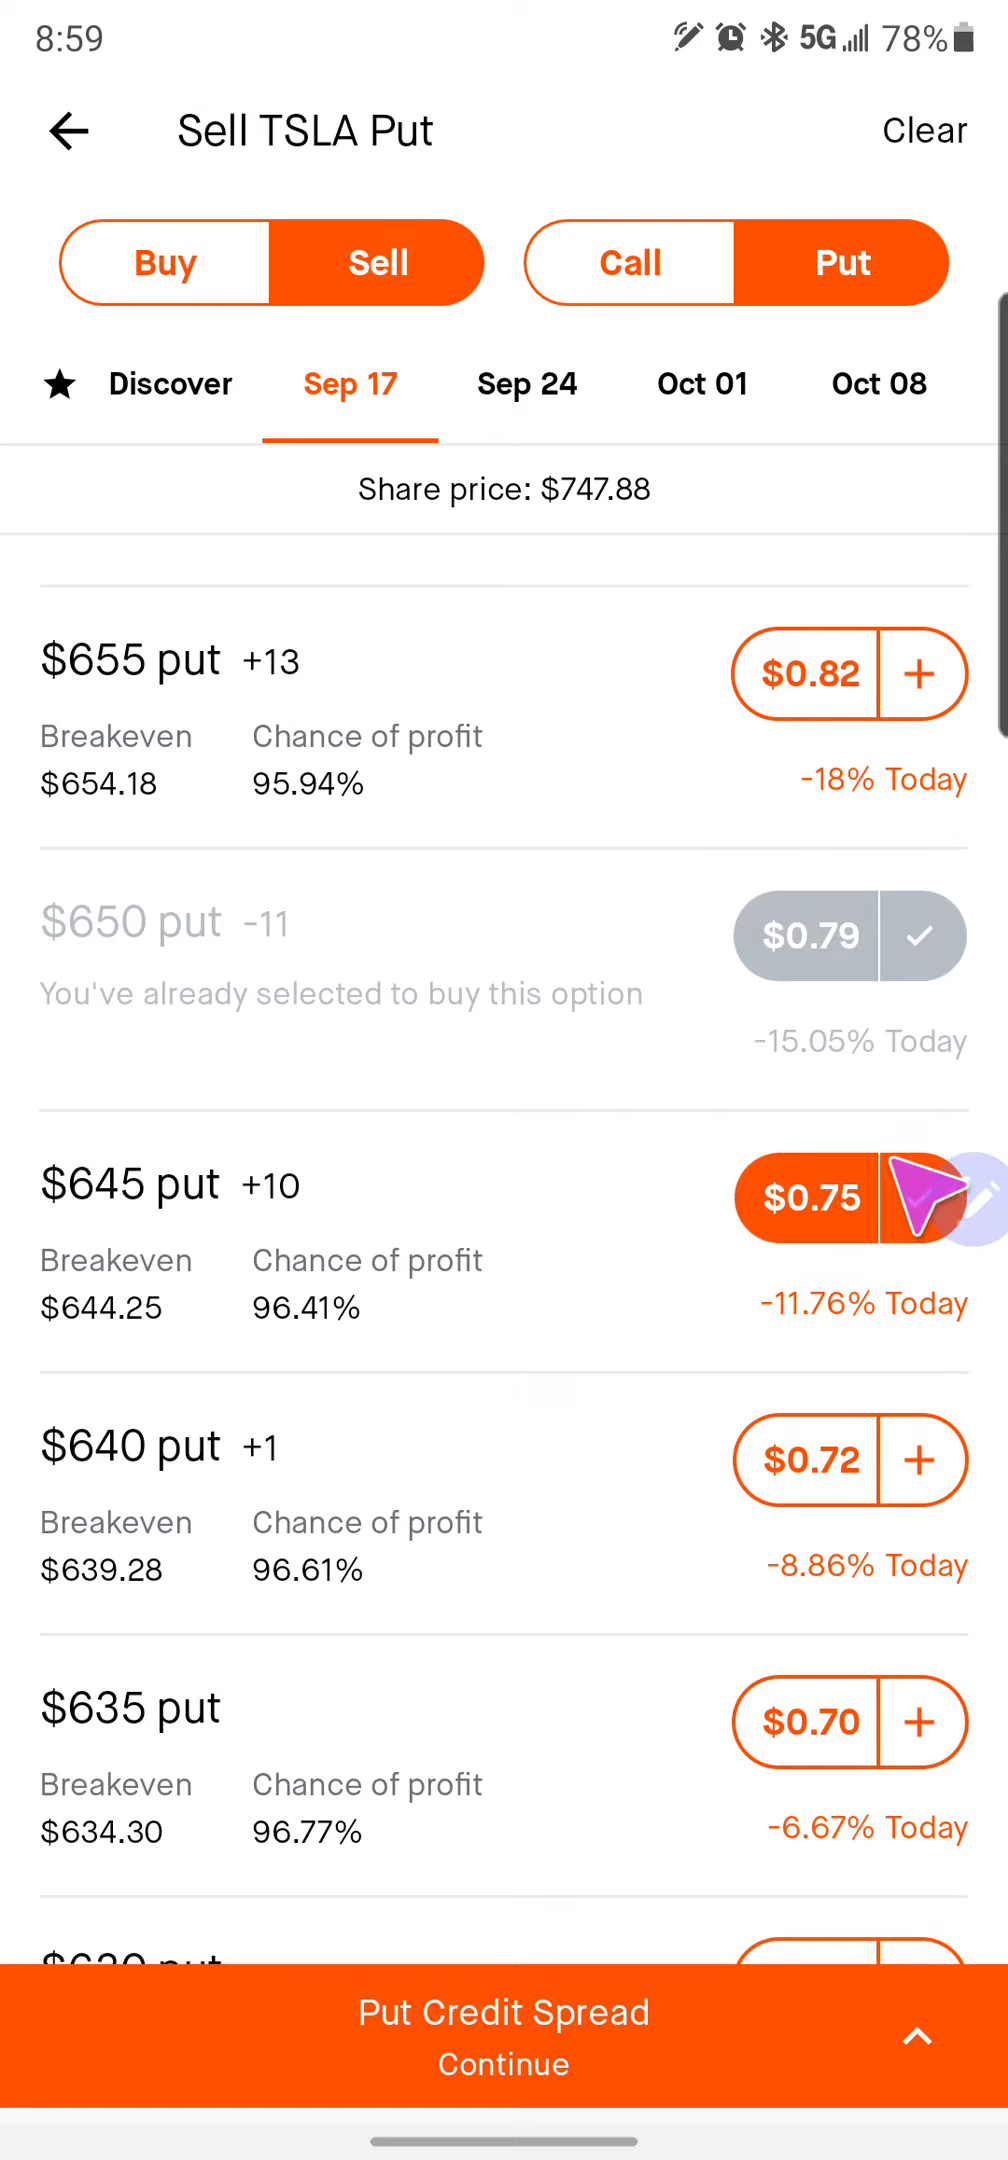 8:59 5G 78%
Sell TSLA Put Clear
Buy Sell Call Put
Discover Sep 17 Sep 24 Oct 01 Oct 08
Share price: $747.88
$655 put +13 $0.82 +
Breakeven Chance of profit
$654.18 95.94% -18% Today
$650 put -11 $0.79
You've already selected to buy this option
-15.05% Today
$645 put +10 $0.75
Breakeven Chance of profit
$644.25 96.41% -11.76% Today
$640 put +1 $0.72 +
Breakeven Chance of profit
$639.28 96.61% -8.86% Today
$635 put $0.70 +
Breakeven Chance of profit
$634.30 96.77% -6.67% Today
Put Credit Spread
Continue